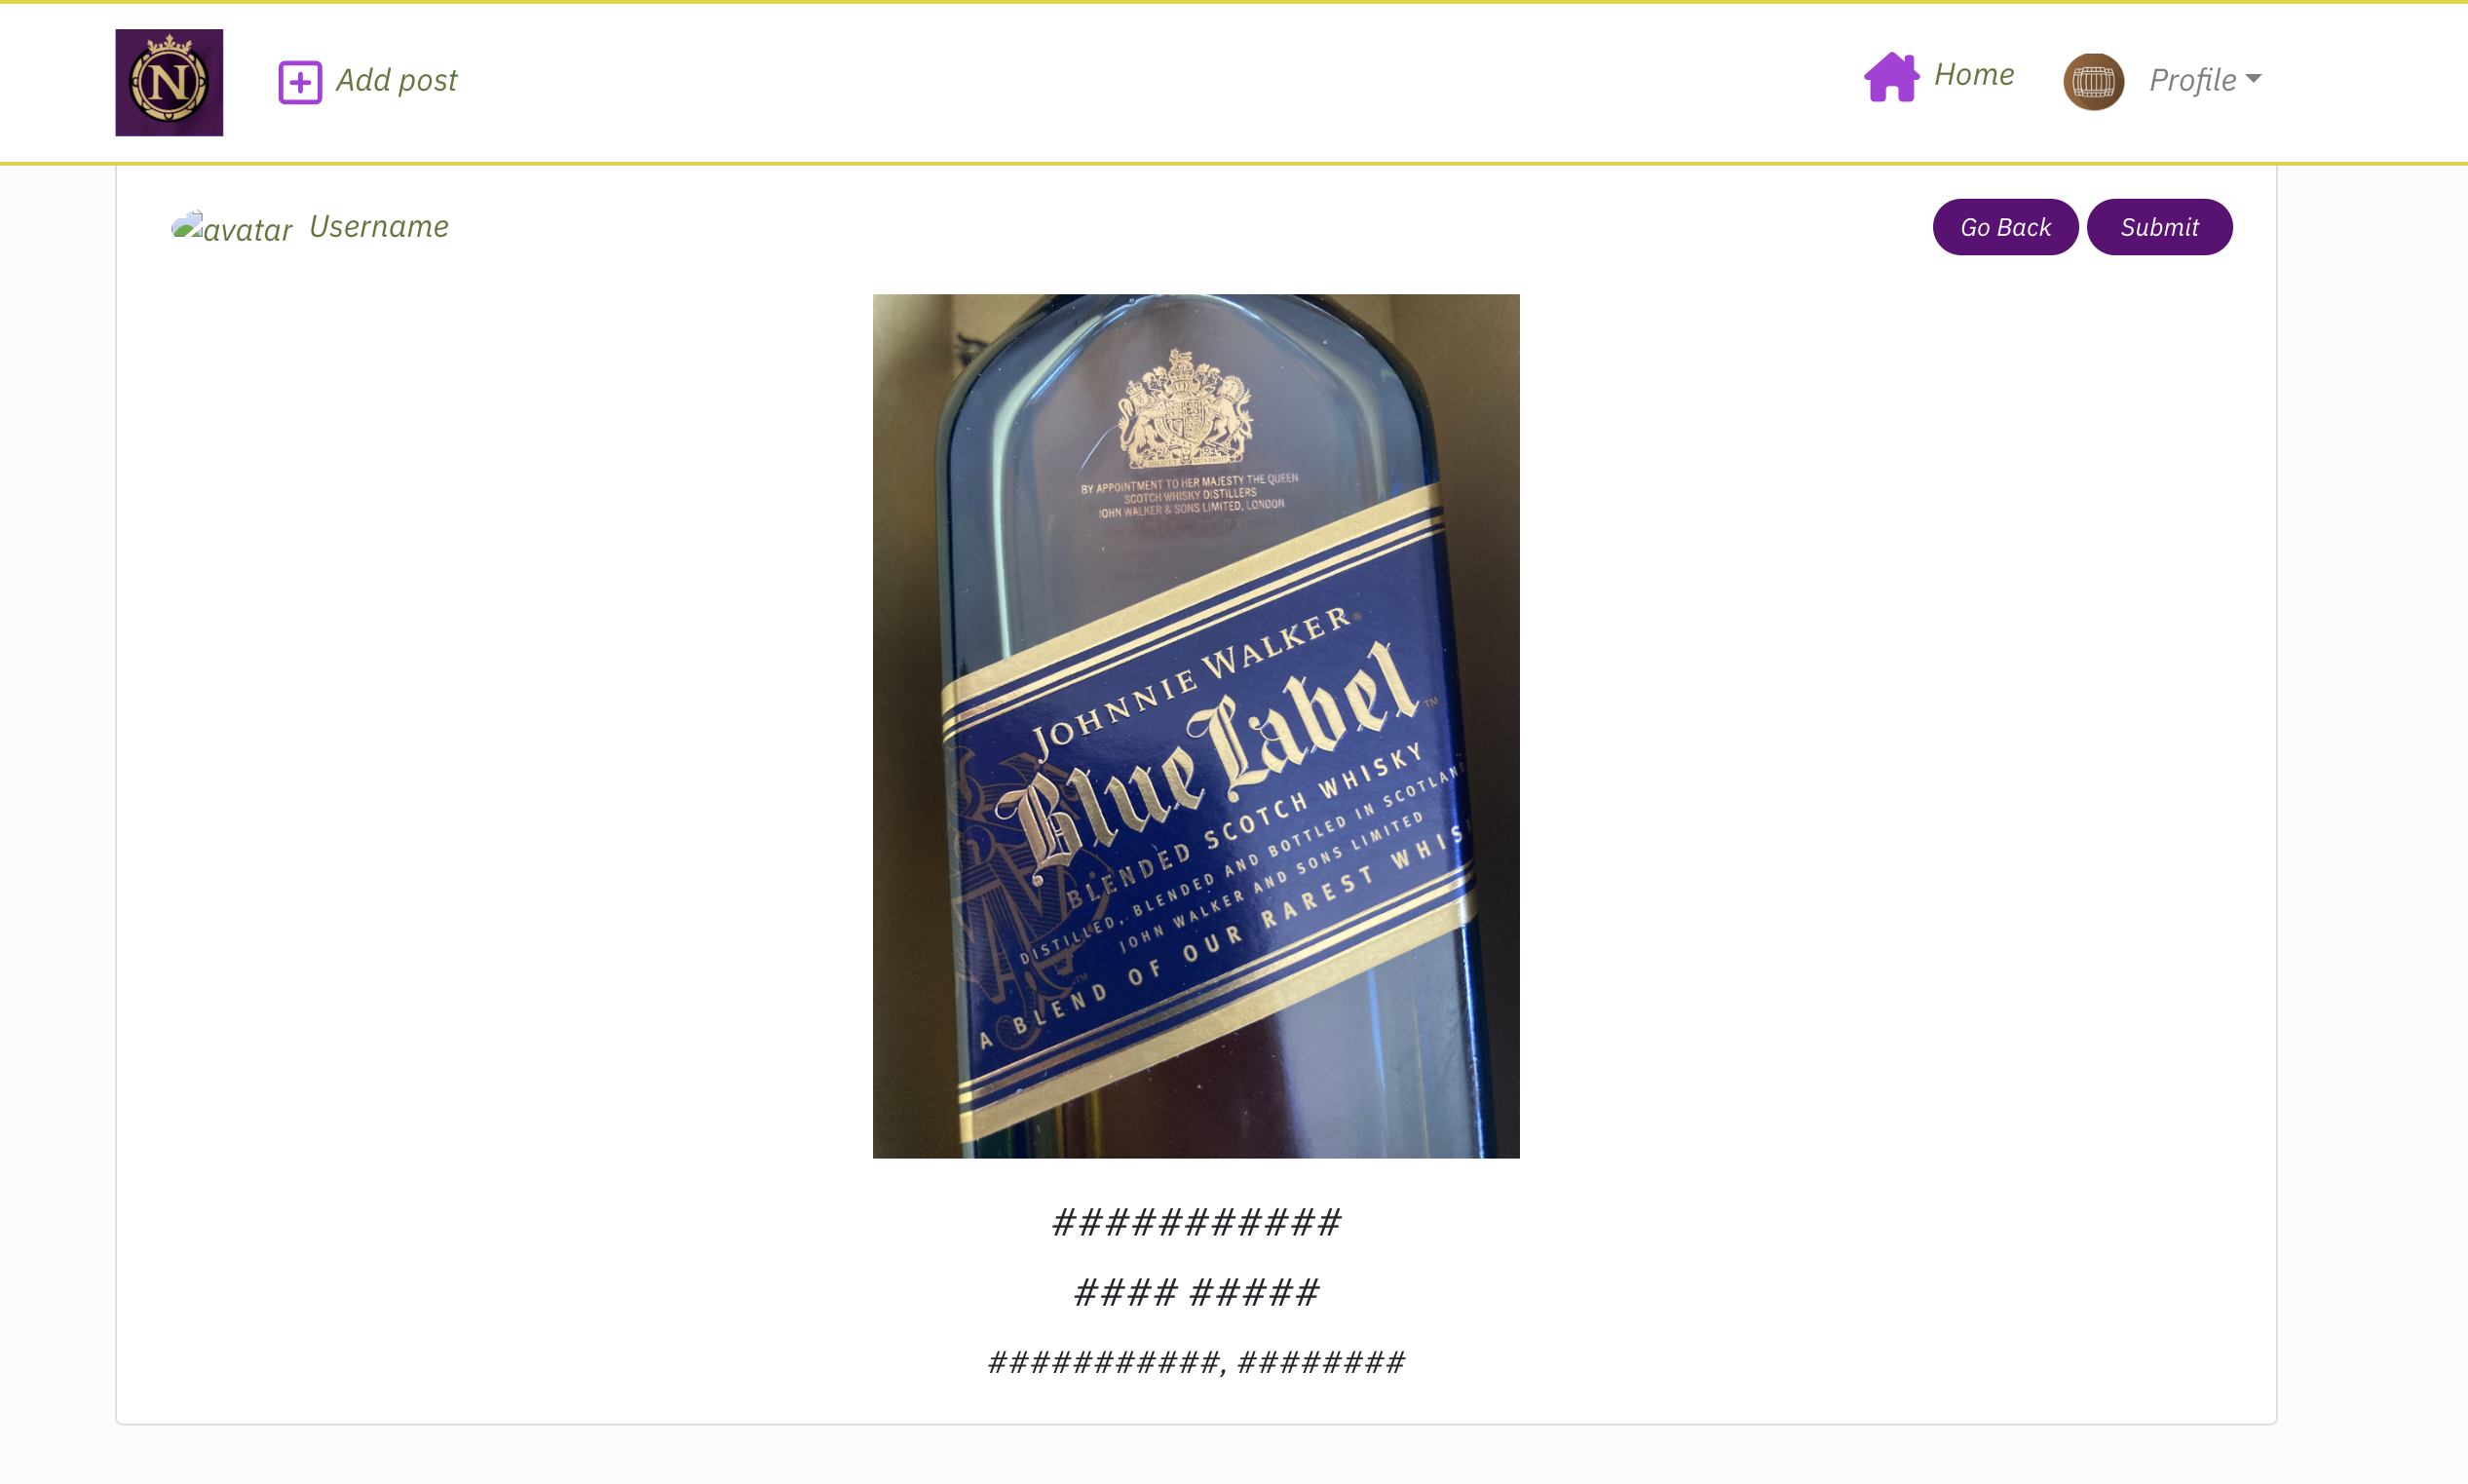 N
Add post
Home
Profile
avatar Username
Go Back
Submit
BY APPOINTMENT TO HER MAJESTY THE QUEEN
SCOTCH WHISKY DISTILLERS
JOHN WALKER & SONS LIMITED, LONDON
JOHNNIE WALKER®
Blue Label™
BLENDED SCOTCH WHISKY
DISTILLED, BLENDED AND BOTTLED IN SCOTLAND
JOHN WALKER AND SONS LIMITED
A BLEND OF OUR RAREST
###########
#### #####
###########, ########